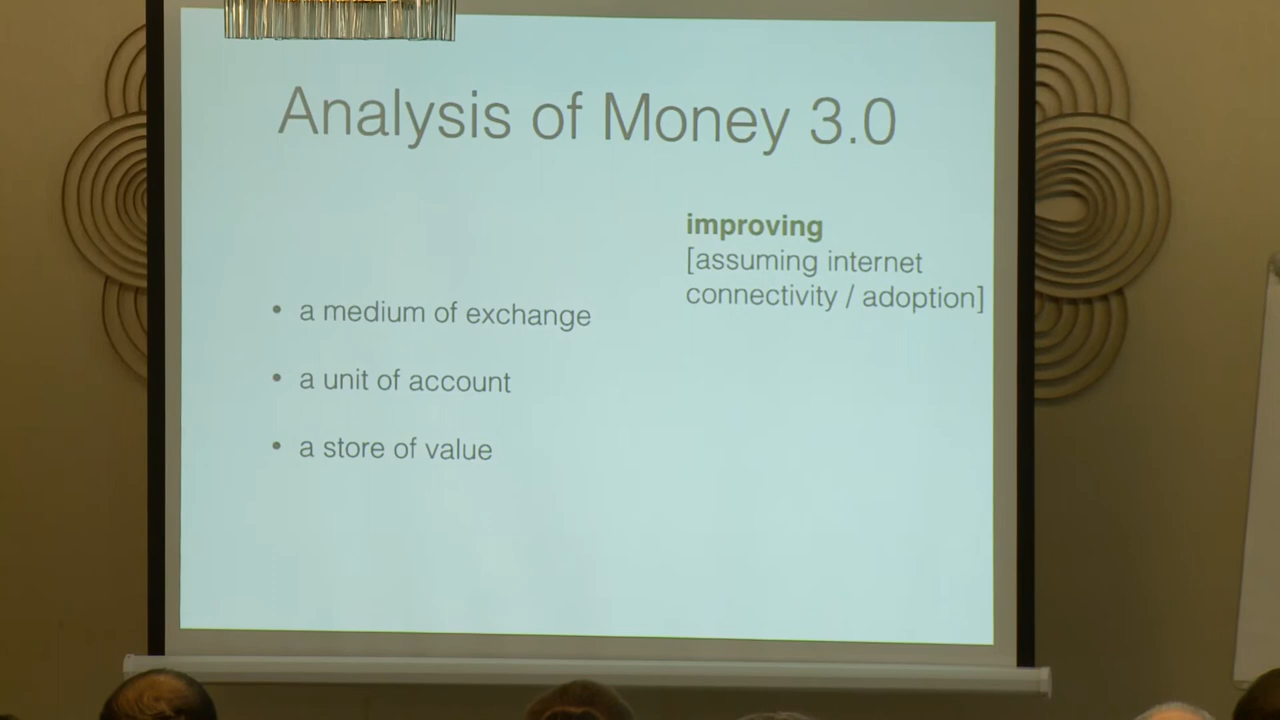 Analysis of Money 3.0
improving
[assuming internet
connectivity / adoption]
• a medium of exchange
• a unit of account
• a store of value